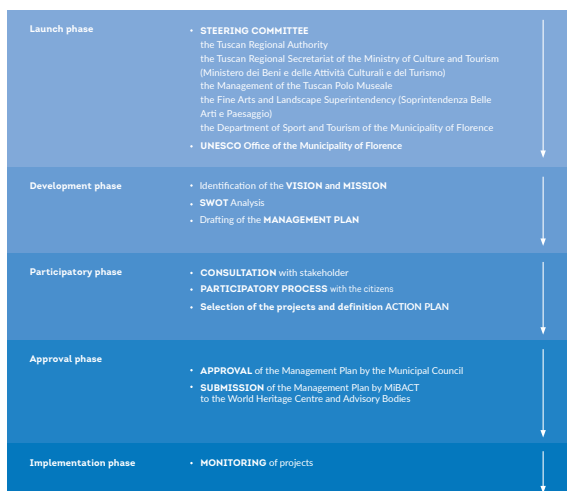 Launch phase
• STEERING COMMITTEE
the Tuscan Regional Authority
the Tuscan Regional Secretariat of the Ministry of Culture and Tourism
(Ministero dei Beni e delle Attività Culturali e del Turismo)
the Management of the Tuscan Polo Museale
the Fine Arts and Landscape Superintendency (Soprintendenza Belle
Arti e Paesaggio)
the Department of Sport and Tourism of the Municipality of Florence
• UNESCO Office of the Municipality of Florence
Development phase
• Identification of the VISION and MISSION
• SWOT Analysis
• Drafting of the MANAGEMENT PLAN
Participatory phase
• CONSULTATION with stakeholder
• PARTICIPATORY PROCESS with the citizens
• Selection of the projects and definition ACTION PLAN
Approval phase
• APPROVAL of the Management Plan by the Municipal Council
• SUBMISSION of the Management Plan by MiBACT
to the World Heritage Centre and Advisory Bodies
Implementation phase
• MONITORING of projects